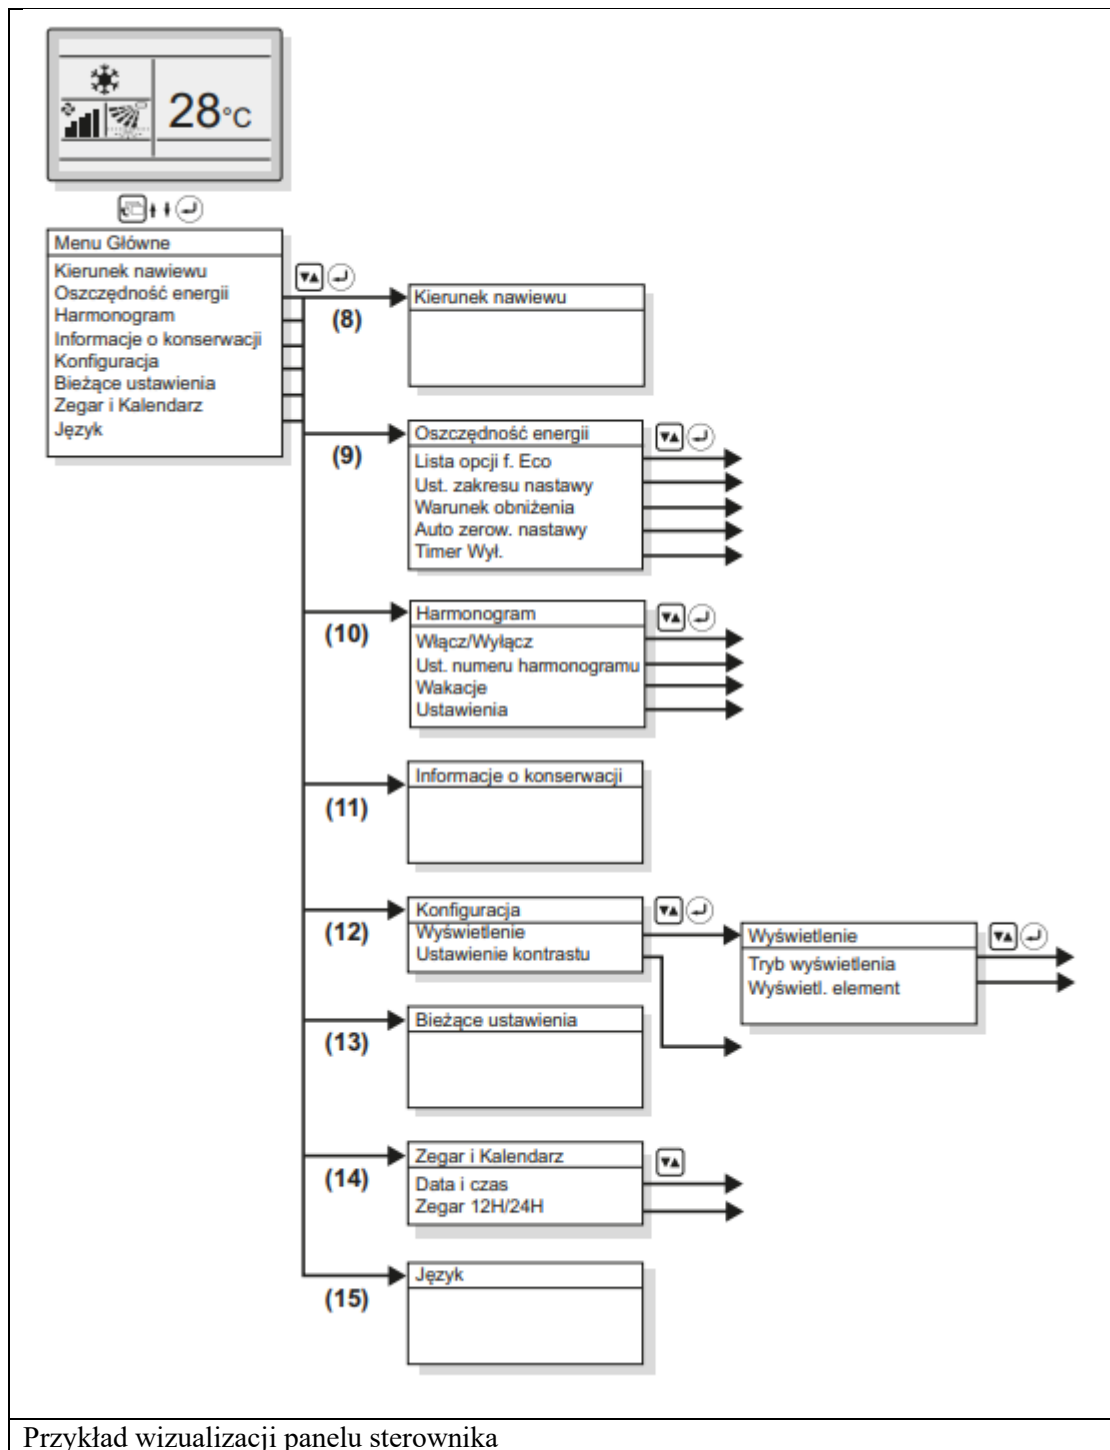 28°C
Menu Główne
Kierunek nawiewu
Oszczędność energii
Harmonogram
Informacje o konserwacji
Konfiguracja
Bieżące ustawienia
Zegar i Kalendarz
Język
(8)
Kierunek nawiewu
(9)
Oszczędność energii
Lista opcji f. Eco
Ust. zakresu nastawy
Warunek obniżenia
Auto zerow. nastawy
Timer Wył.
(10)
Harmonogram
Włącz/Wyłącz
Ust. numeru harmonogramu
Wakacje
Ustawienia
(11)
Informacje o konserwacji
(12)
Konfiguracja
Wyświetlenie
Ustawienie kontrastu
Wyświetlenie
Tryb wyświetlenia
Wyświetl. element
(13)
Bieżące ustawienia
(14)
Zegar i Kalendarz
Data i czas
Zegar 12H/24H
(15)
Język
Przykład wizualizacji panelu sterownika